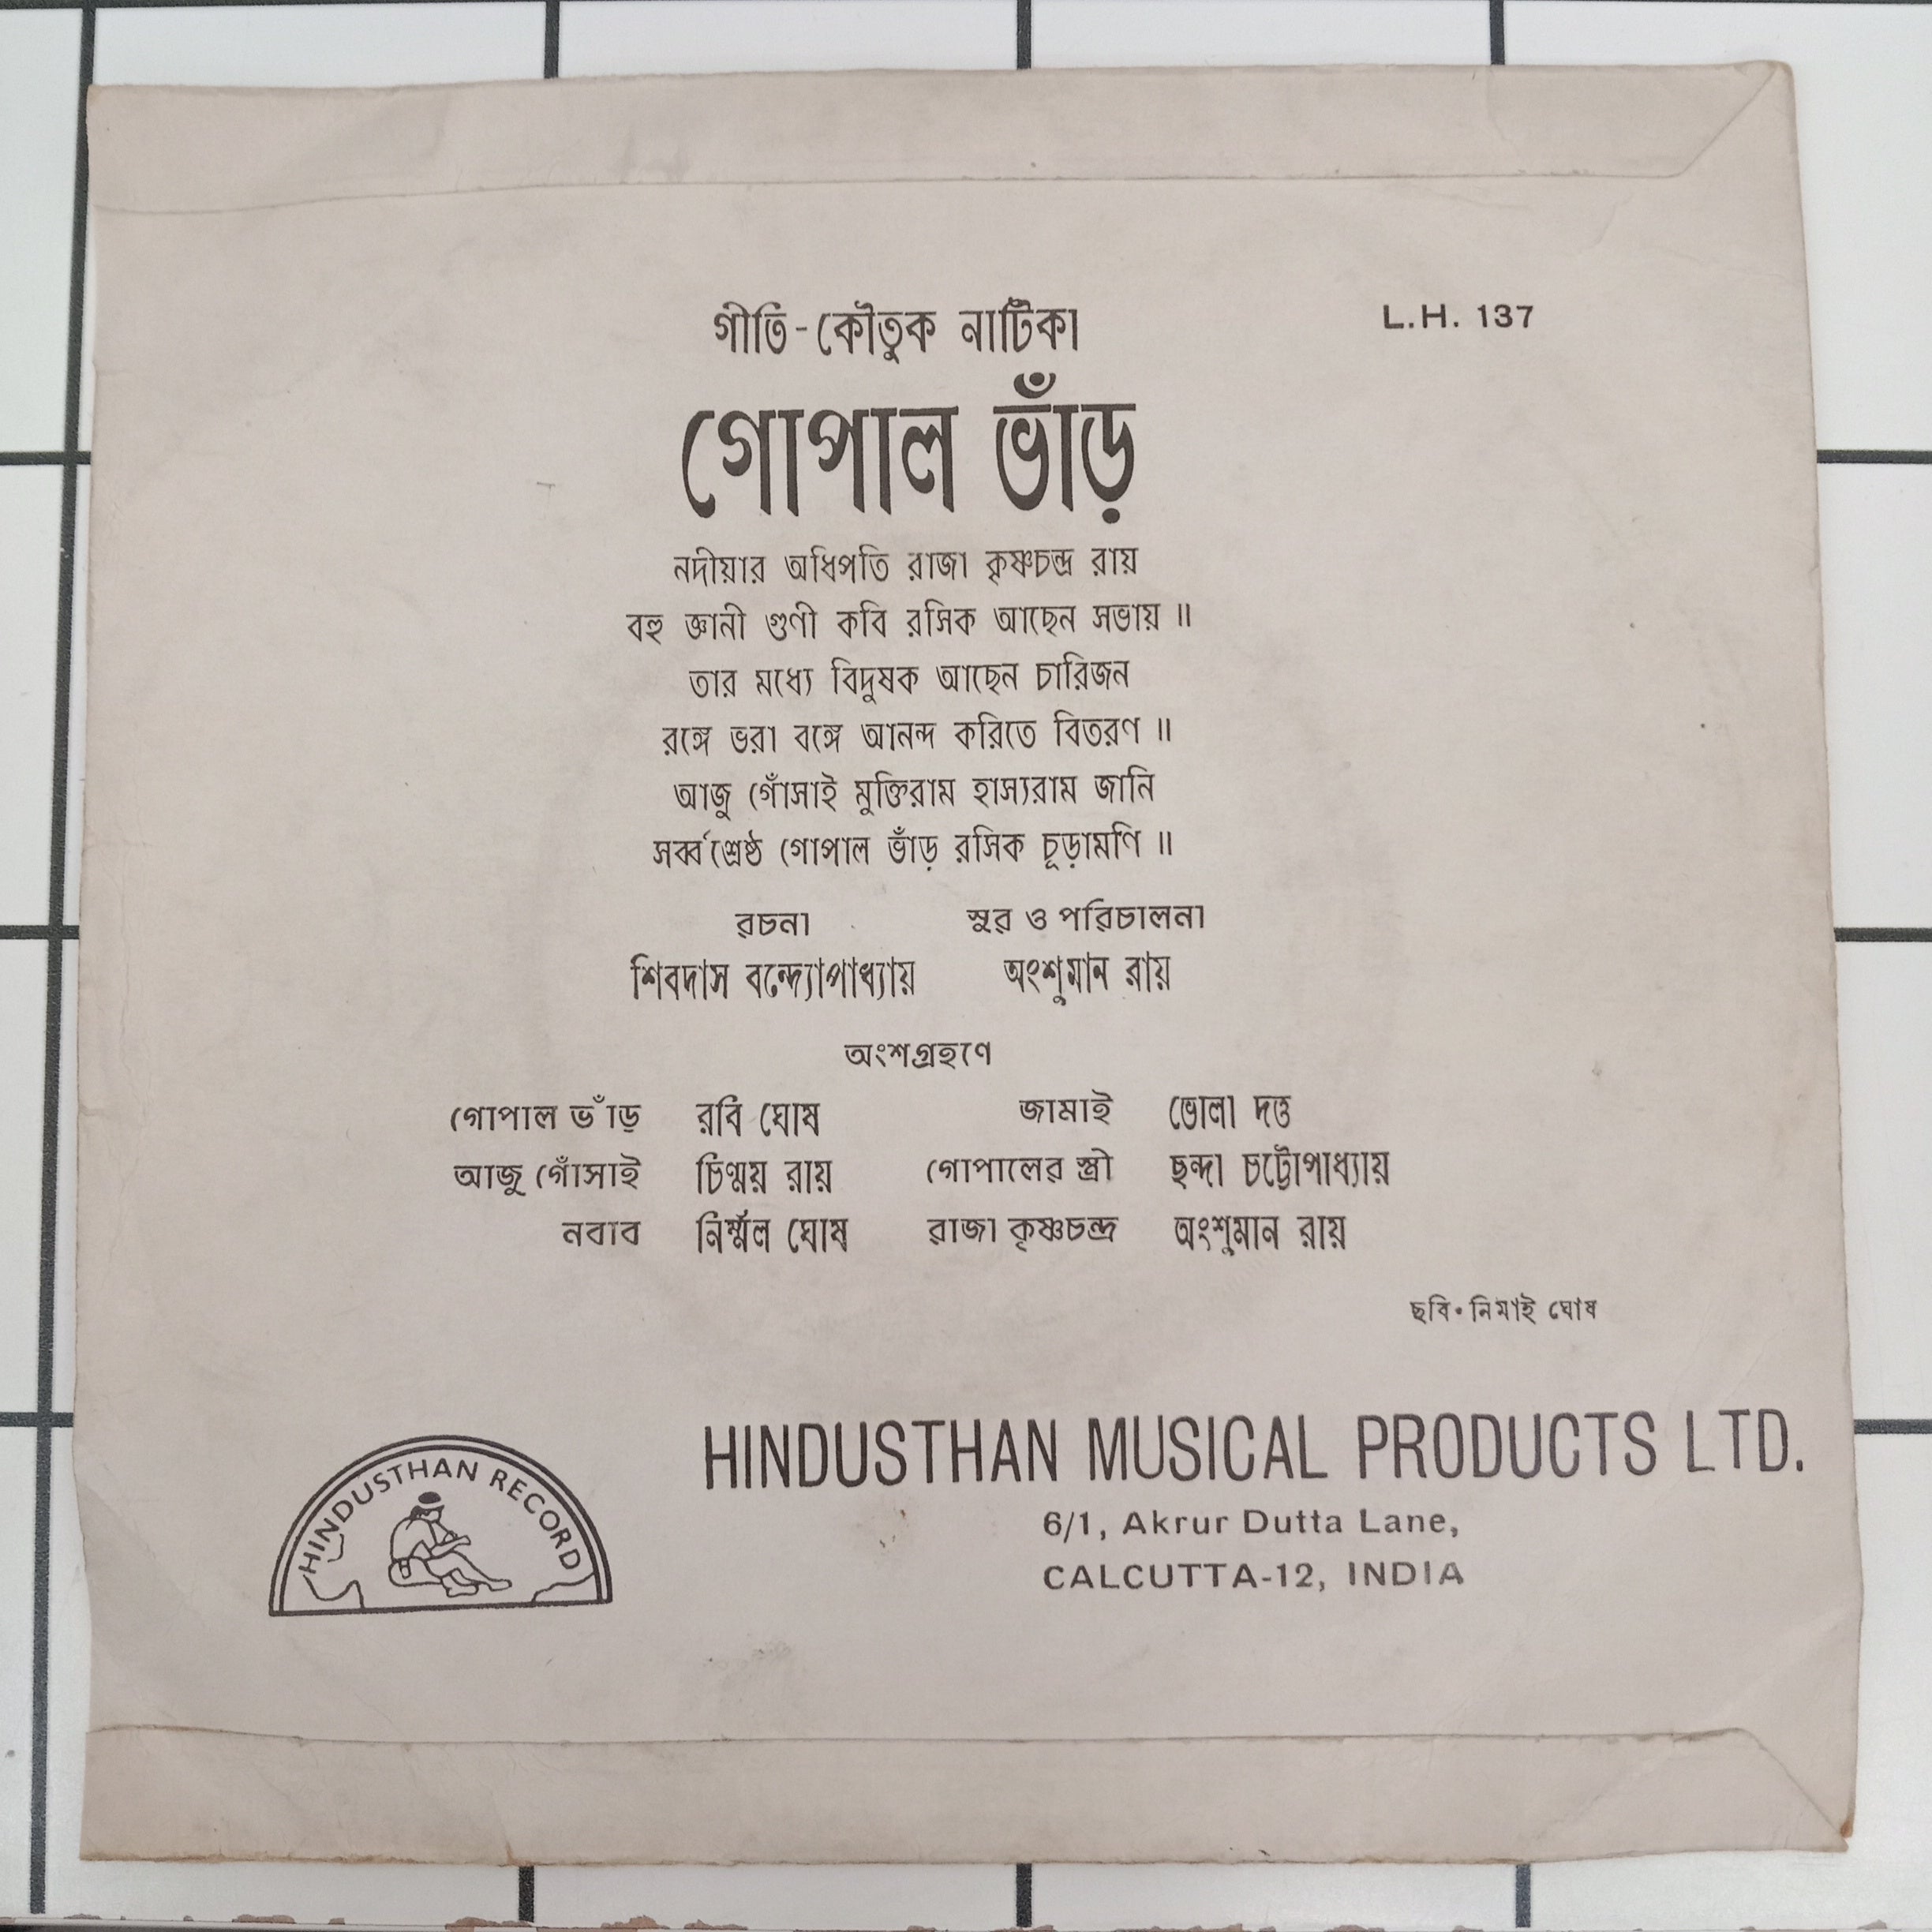 গীতি-কৌতুক নাটিকা
L.H. 137
গোপাল ভাঁড়
নদীয়ার অধিপতি রাজা কৃষ্ণচন্দ্র রায়
বহু জ্ঞানী গুণী কবি রসিক আছেন সভায় ॥
তার মধ্যে বিদুষক আছেন চারিজন
রঙ্গে ভরা বঙ্গে আনন্দ করিতে বিতরণ ॥
আজু গোঁসাই মুক্তিরাম হাস্যরাম জানি
সর্ব্বশ্রেষ্ঠ গোপাল ভাঁড় রসিক চূড়ামণি ॥
রচনা সুর ও পরিচালনা
শিবদাস বন্দ্যোপাধ্যায় অংশুমান রায়
অংশগ্রহণে
গোপাল ভাঁড় রবি ঘোষ জামাই ভোলা দত্ত
আজু গোঁসাই চিণ্ময় রায় গোপালের স্ত্রী ছন্দা চট্টোপাধ্যায়
নবাব নির্ম্মল ঘোষ রাজা কৃষ্ণচন্দ্র অংশুমান রায়
ছবি • নিমাই ঘোষ
HINDUSTHAN RECORD
HINDUSTHAN MUSICAL PRODUCTS LTD.
6/1, Akrur Dutta Lane,
CALCUTTA-12, INDIA